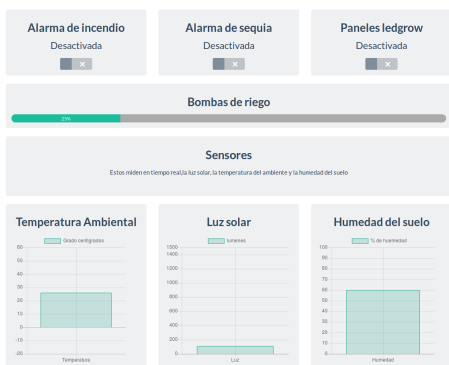 Alarma de incendio
Desactivada
Alarma de sequia
Desactivada
Paneles ledgrow
Desactivada
Bombas de riego
25%
Sensores
Estos miden en tiempo real,la luz solar, la temperatura del ambiente y la humedad del suelo
Temperatura Ambiental
Grado centigrados
60
50
40
30
20
10
0
-10
-20
Temperatura
Luz solar
lumenes
1500
1400
1200
1000
800
600
400
200
0
Luz
Humedad del suelo
% de huemedad
100
90
80
70
60
50
40
30
20
10
0
Humedad